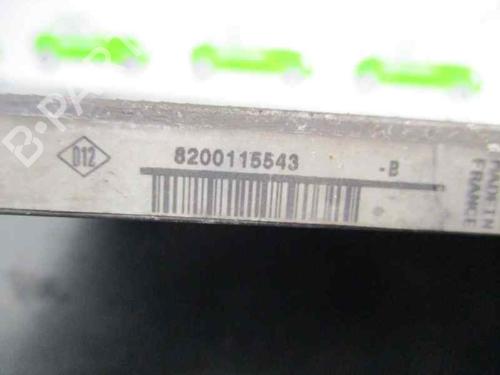 B-PARTS
D12
8200115543 -B
MADE IN
FRANCE